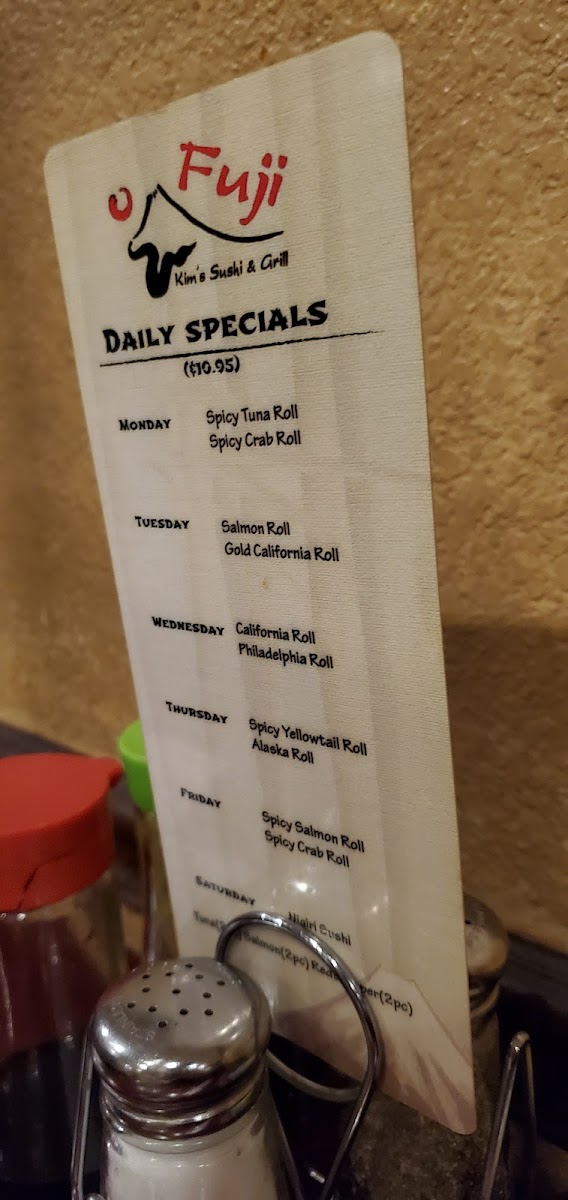 Fuji
Kim's Sushi & Grill
DAILY SPECIALS
($10.95)
MONDAY Spicy Tuna Roll
Spicy Crab Roll
TUESDAY Salmon Roll
Gold California Roll
WEDNESDAY California Roll
Philadelphia Roll
THURSDAY Spicy Yellowtail Roll
Alaska Roll
FRIDAY Spicy Salmon Roll
Spicy Crab Roll
SATURDAY Nigiri Sushi
Salmon(2pc)